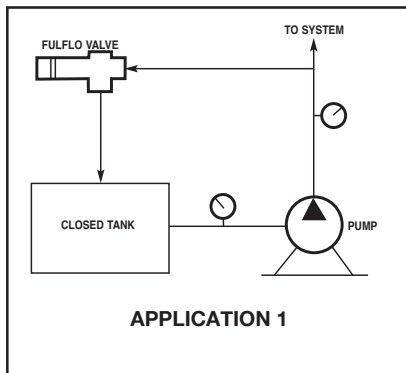 TO SYSTEM
FULFLO VALVE
CLOSED TANK
PUMP
APPLICATION 1